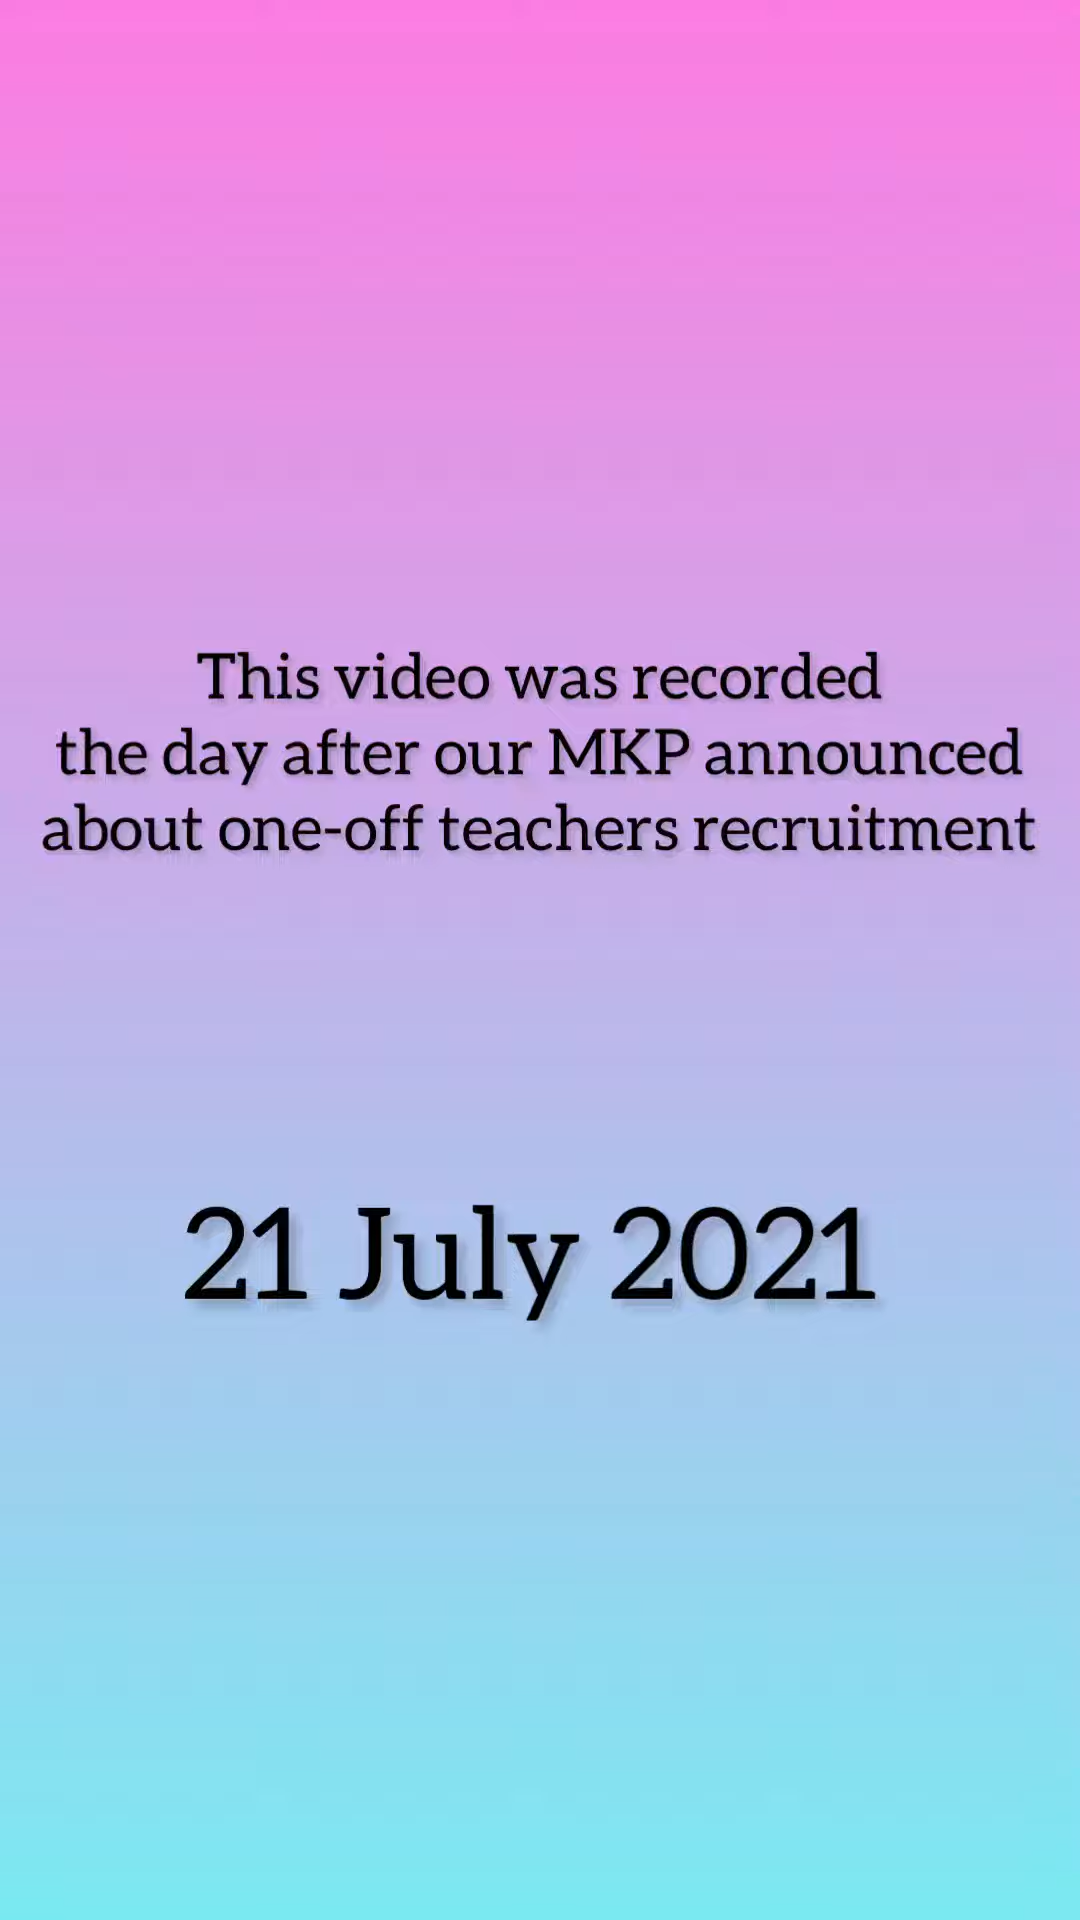 This video was recorded
the day after our MKP announced
about one-off teachers recruitment
21 July 2021